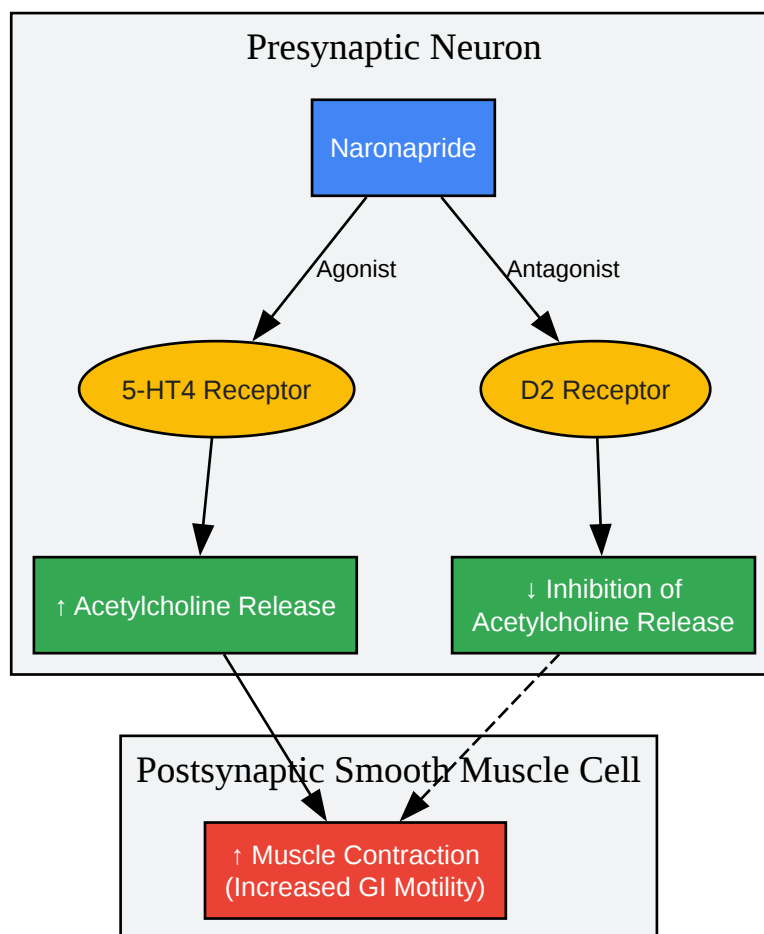 Presynaptic Neuron
Naronapride
Agonist
Antagonist
5-HT4 Receptor
D2 Receptor
↑ Acetylcholine Release
↓ Inhibition of
Acetylcholine Release
Postsynaptic Smooth Muscle Cell
↑ Muscle Contraction
(Increased GI Motility)